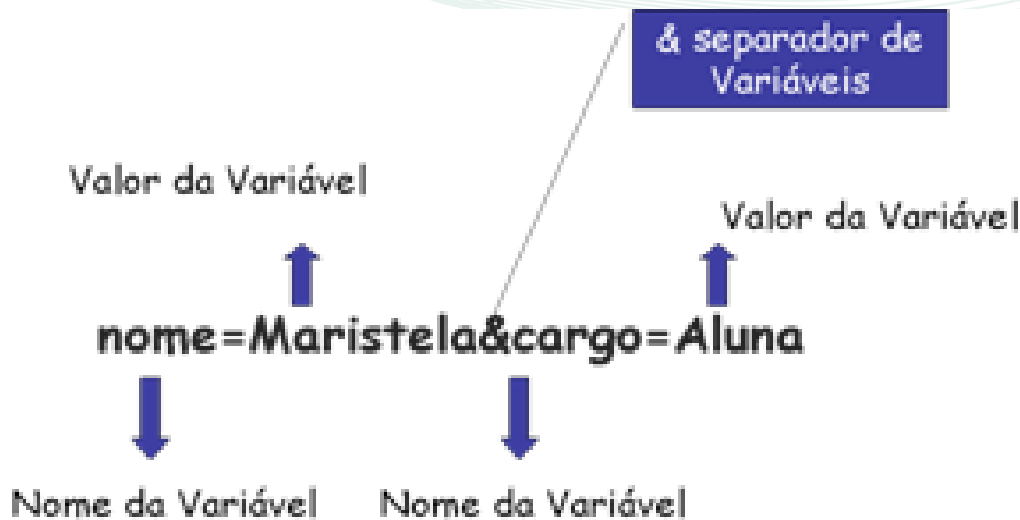 & separador de
Variáveis
Valor da Variável
Valor da Variável
nome=Maristela&cargo=Aluna
Nome da Variável
Nome da Variável